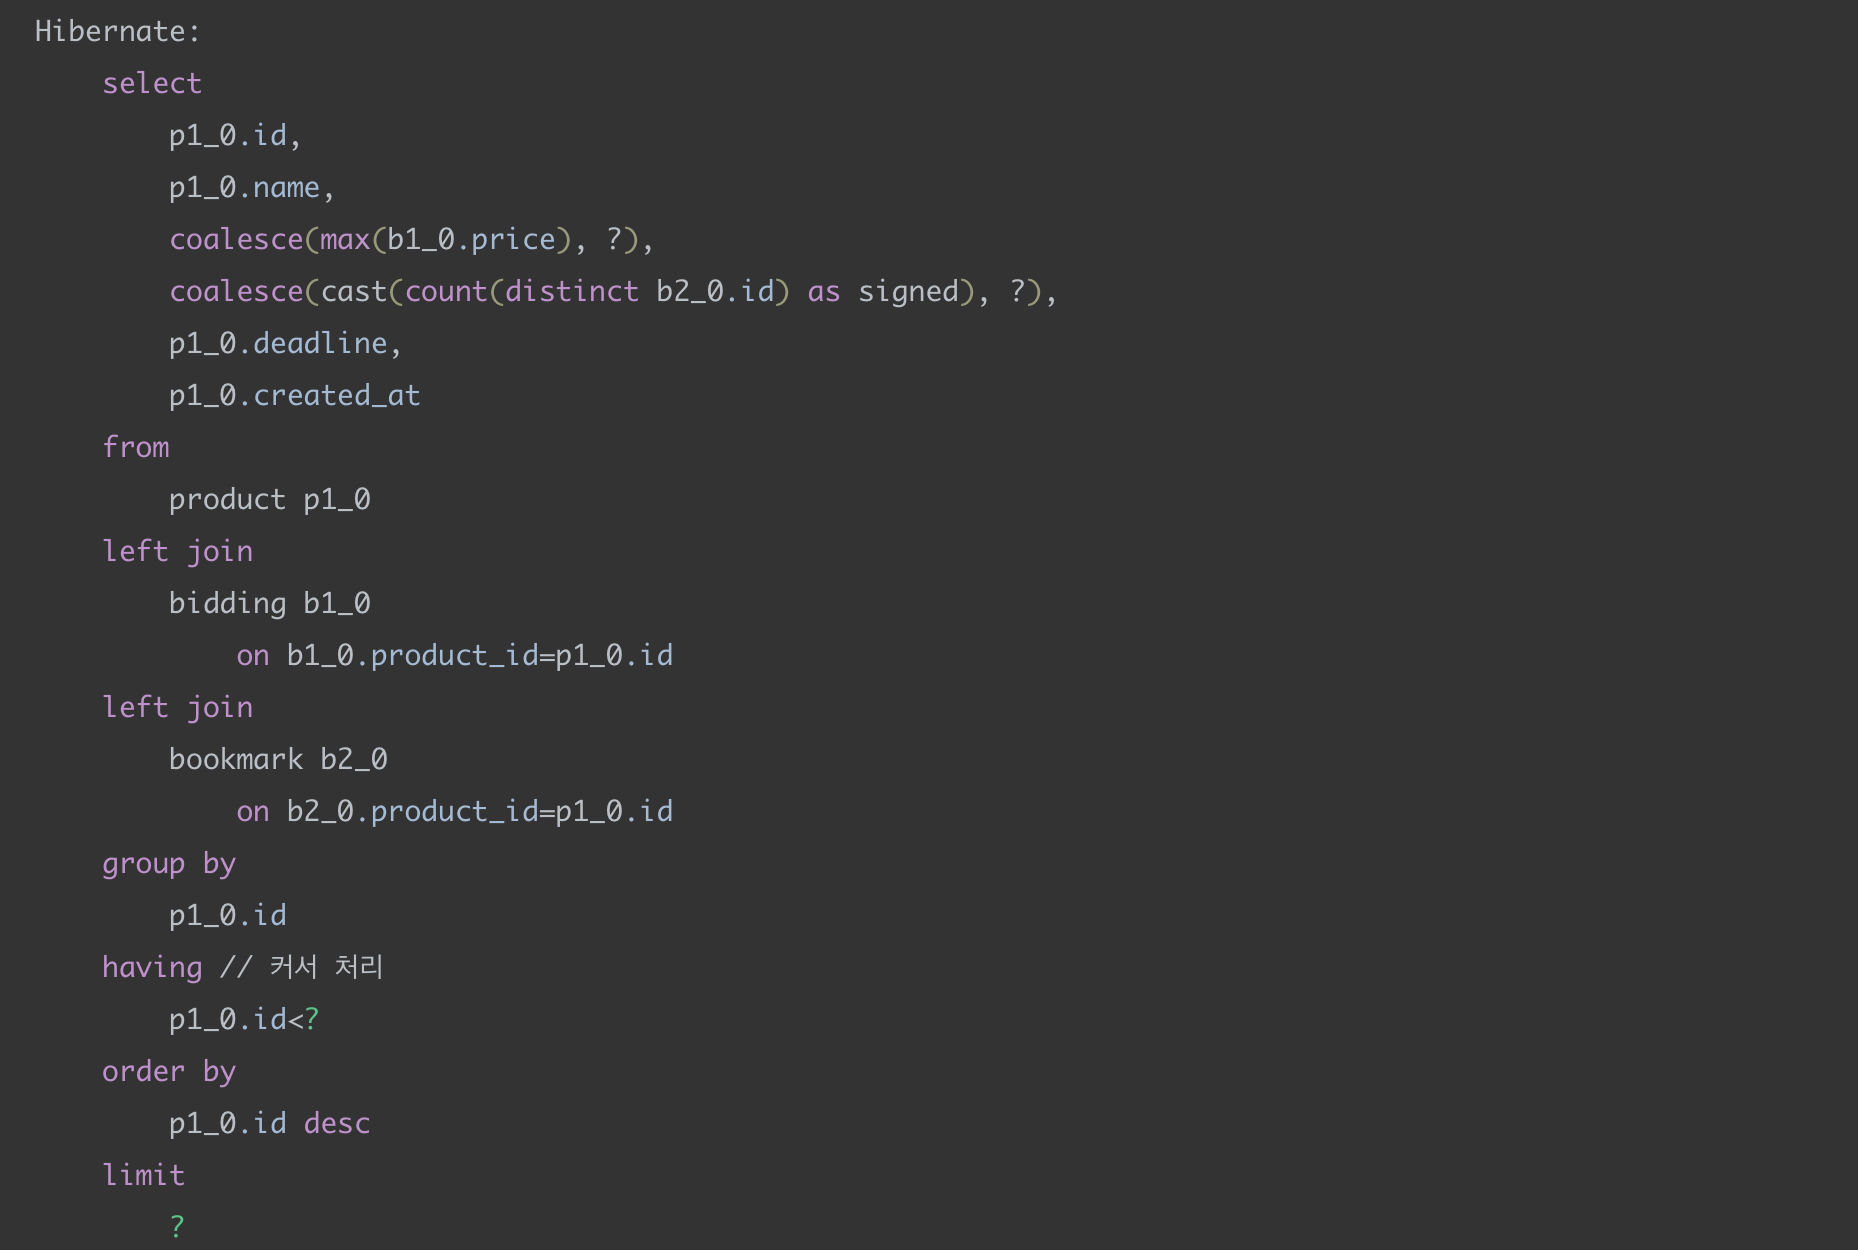 Hibernate:
select
p1_0.id,
p1_0.name,
coalesce(max(b1_0.price), ?),
coalesce(cast(count(distinct b2_0.id) as signed), ?),
p1_0.deadline,
p1_0.created_at
from
product p1_0
left join
bidding b1_0
on b1_0.product_id=p1_0.id
left join
bookmark b2_0
on b2_0.product_id=p1_0.id
group by
p1_0.id
having // 커서 처리
p1_0.id<?
order by
p1_0.id desc
limit
?